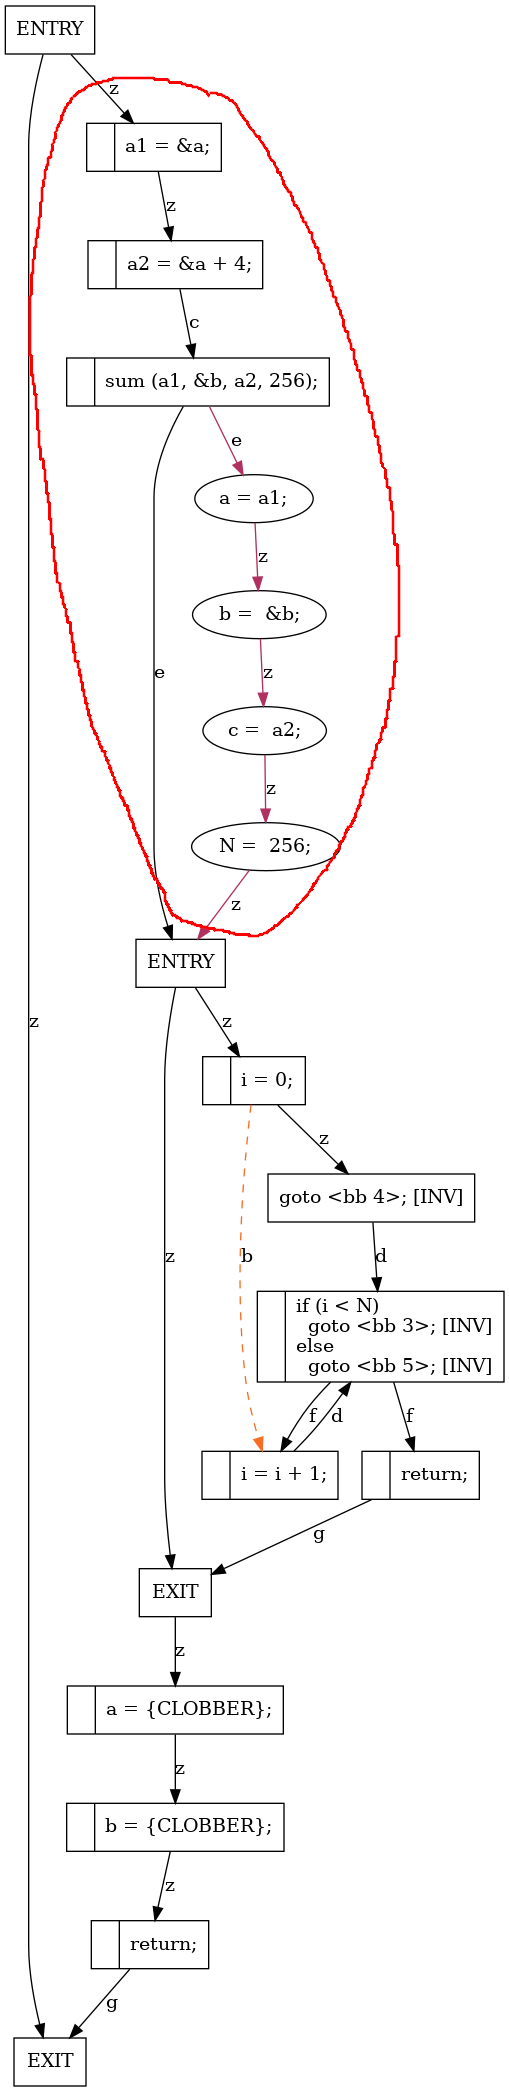 ENTRY
z
a1 = &a;
z
a2 = &a + 4;
c
sum (a1, &b, a2, 256);
e
a = a1;
z
b =  &b;
z
e
c =  a2;
z
N =  256;
z
ENTRY
z
z
i = 0;
z
goto <bb 4>; [INV]
z
b
d
if (i < N)
  goto <bb 3>; [INV]
else
  goto <bb 5>; [INV]
f
d
f
i = i + 1;
return;
g
EXIT
z
a = {CLOBBER};
z
b = {CLOBBER};
z
return;
g
EXIT